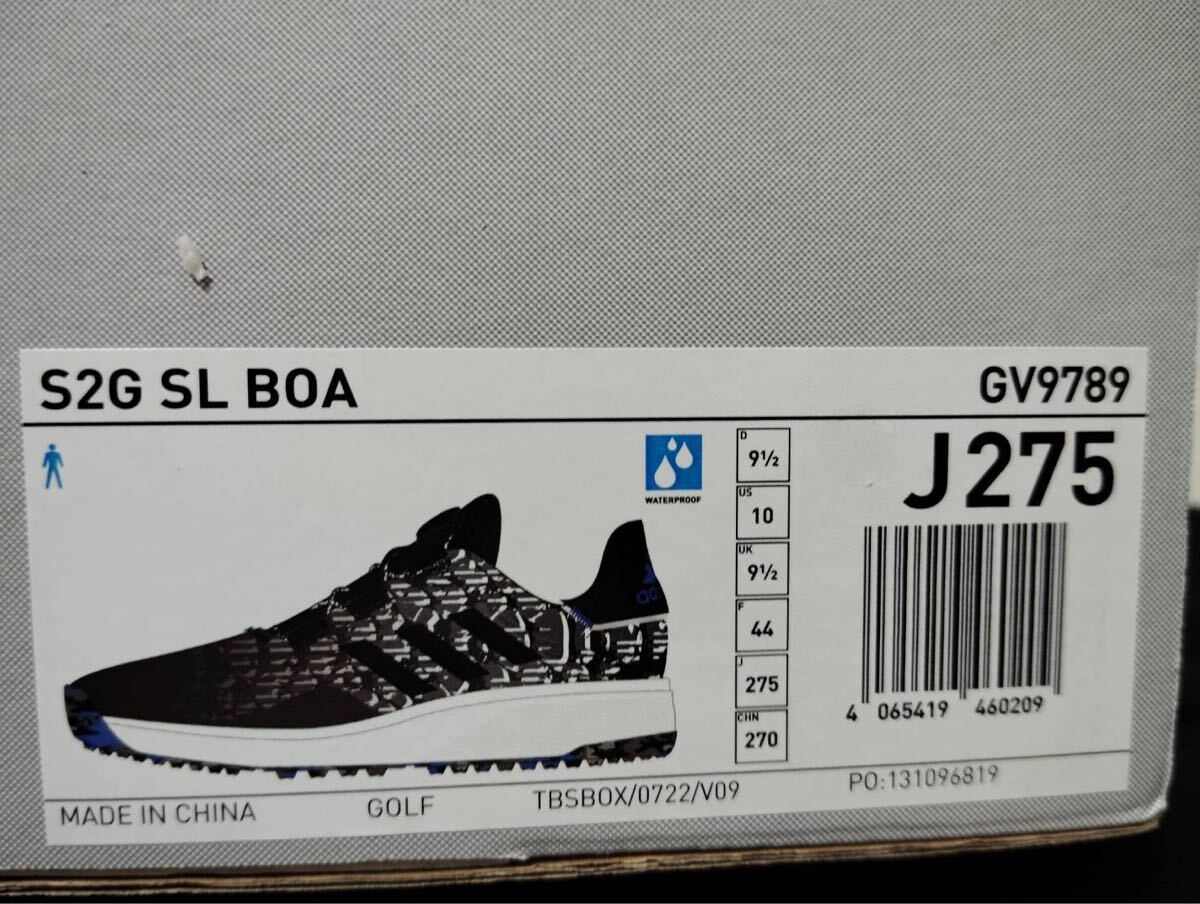 S2G SL BOA
GV9789
WATERPROOF
D
9½
US
10
UK
9½
F
44
J
275
CHN
270
J 275
4 065419 460209
MADE IN CHINA
GOLF
TBSBOX/0722/V09
PO:131096819